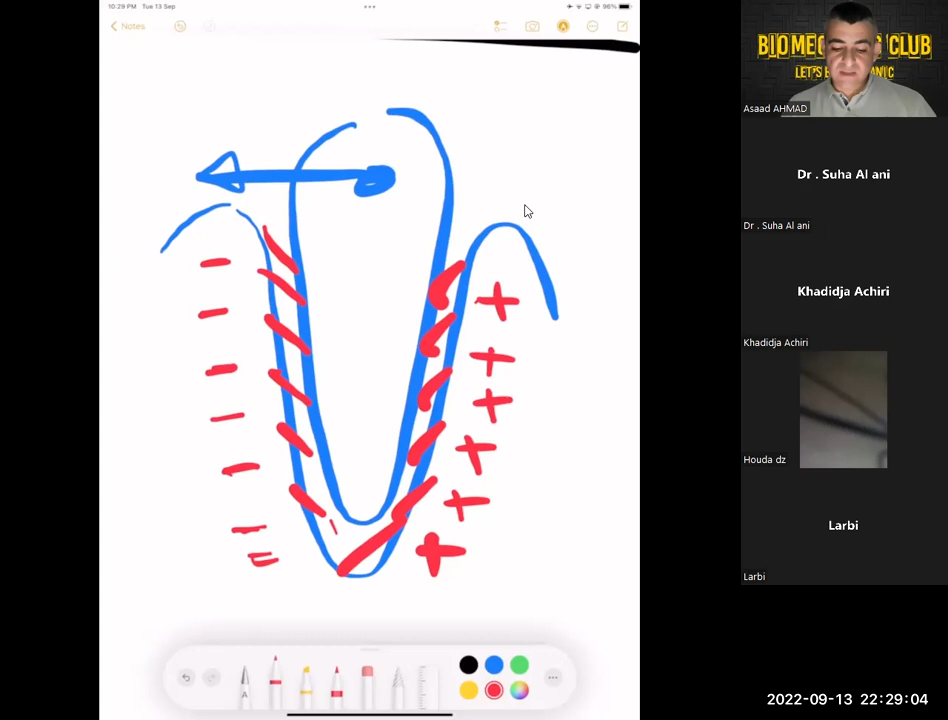 10:29 PM Tue 13 Sep
96%
Notes
- +
- +
- +
- +
- +
- +
A
BIOME CLUB
LET'S B ANIC
Asaad AHMAD
Dr . Suha Al ani
Dr . Suha Al ani
Khadidja Achiri
Khadidja Achiri
Houda dz
Larbi
Larbi
2022-09-13 22:29:04